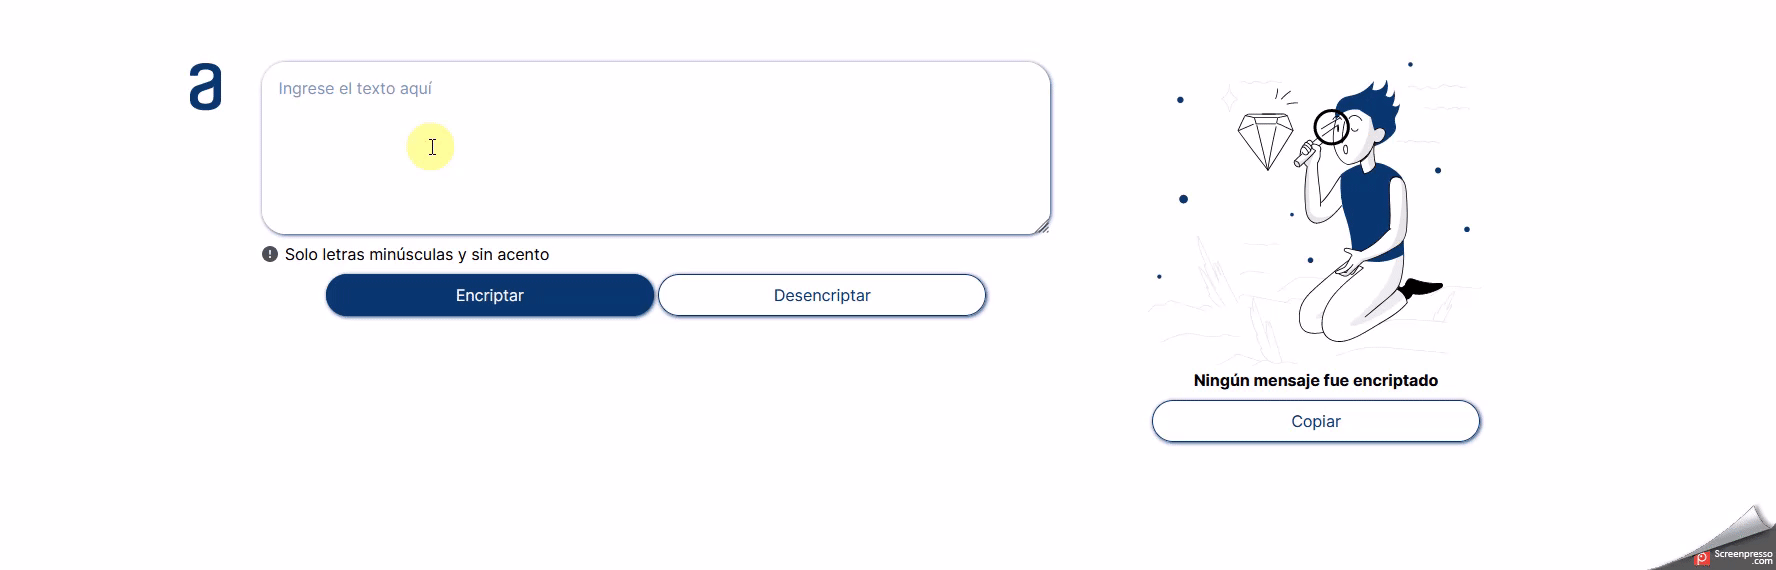 a
Ingrese el texto aquí
Solo letras minúsculas y sin acento
Encriptar
Desencriptar
Ningún mensaje fue encriptado
Copiar
Screenpresso
.com